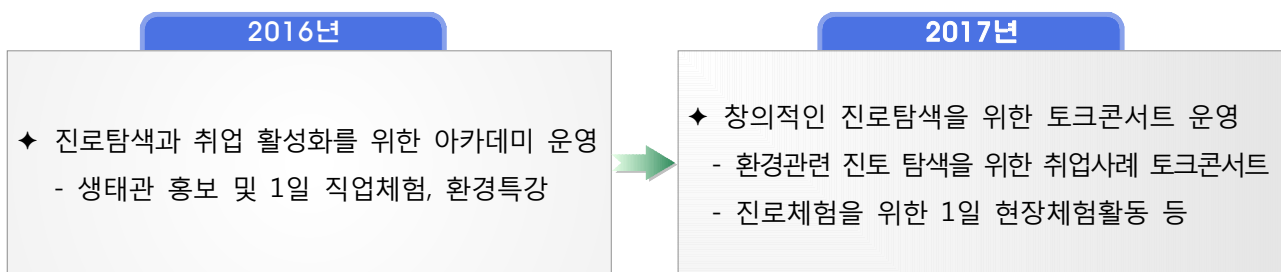 2016년
✦ 진로탐색과 취업 활성화를 위한 아카데미 운영
- 생태관 홍보 및 1일 직업체험, 환경특강
2017년
✦ 창의적인 진로탐색을 위한 토크콘서트 운영
- 환경관련 진토 탐색을 위한 취업사례 토크콘서트
- 진로체험을 위한 1일 현장체험활동 등